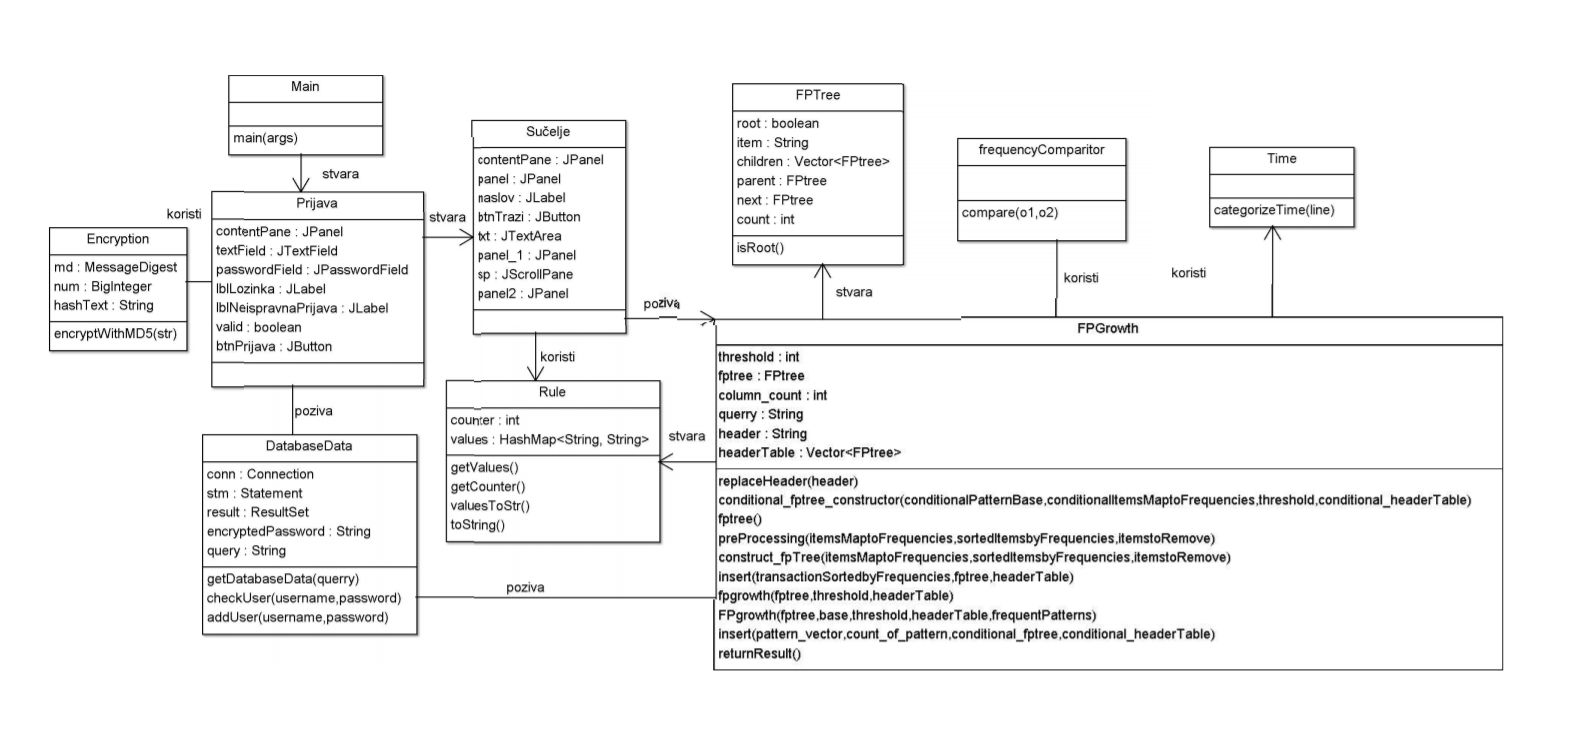 Main
main(args)
stvara
Prijava
contentPane : JPanel
textField : JTextField
passwordField : JPasswordField
lblLozinka : JLabel
lblNeispravnaPrijava : JLabel
valid : boolean
btnPrijava : JButton
koristi
Encryption
md : MessageDigest
num : BigInteger
hashText : String
encryptWithMD5(str)
poziva
DatabaseData
conn : Connection
stm : Statement
result : ResultSet
encryptedPassword : String
query : String
getDatabaseData(querry)
checkUser(username,password)
addUser(username,password)
stvara
Sučelje
contentPane : JPanel
panel : JPanel
naslov : JLabel
btnTrazi : JButton
txt : JTextArea
panel_1 : JPanel
sp : JScrollPane
panel2 : JPanel
koristi
Rule
counter : int
values : HashMap<String, String>
getValues()
getCounter()
valuesToStr()
toString()
poziva
stvara
poziva
FPTree
root : boolean
item : String
children : Vector<FPtree>
parent : FPtree
next : FPtree
count : int
isRoot()
stvara
frequencyComparitor
compare(o1,o2)
koristi
Time
categorizeTime(line)
koristi
FPGrowth
threshold : int
fptree : FPtree
column_count : int
querry : String
header : String
headerTable : Vector<FPtree>
replaceHeader(header)
conditional_fptree_constructor(conditionalPatternBase,conditionalItemsMaptoFrequencies,threshold,conditional_headerTable)
fptree()
preProcessing(itemsMaptoFrequencies,sortedItemsbyFrequencies,itemstoRemove)
construct_fpTree(itemsMaptoFrequencies,sortedItemsbyFrequencies,itemstoRemove)
insert(transactionSortedbyFrequencies,fptree,headerTable)
fpgrowth(fptree,threshold,headerTable)
FPgrowth(fptree,base,threshold,headerTable,frequentPatterns)
insert(pattern_vector,count_of_pattern,conditional_fptree,conditional_headerTable)
returnResult()